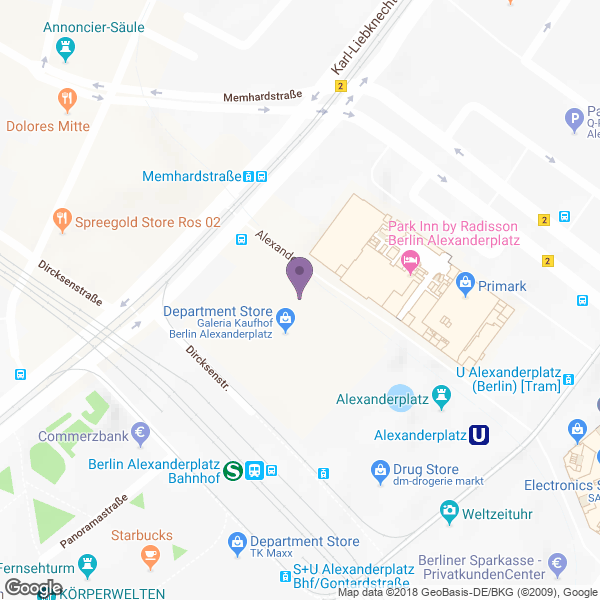 Annoncier-Säule
Karl-Liebknecht
2
Memhardstraße
Dolores Mitte
Memhardstraße
Spreegold Store Ros 02
Park Inn by Radisson
Berlin Alexanderplatz
2
2
Primark
Dircksenstraße
Department Store
Galeria Kaufhof
Berlin Alexanderplatz
Dircksenstr.
U Alexanderplatz
(Berlin) [Tram]
Alexanderplatz
Commerzbank
Alexanderplatz
U
Berlin Alexanderplatz
Bahnhof
S
Drug Store
dm-drogerie markt
Electronics S
SA
Panoramastraße
Starbucks
Weltzeituhr
Department Store
TK Maxx
Fernsehturm
S+U Alexanderplatz
Bhf/Gontardstraße
Berliner Sparkasse -
PrivatkundenCenter
KÖRPERWELTEN
Google
Map data ©2018 GeoBasis-DE/BKG (©2009), Google